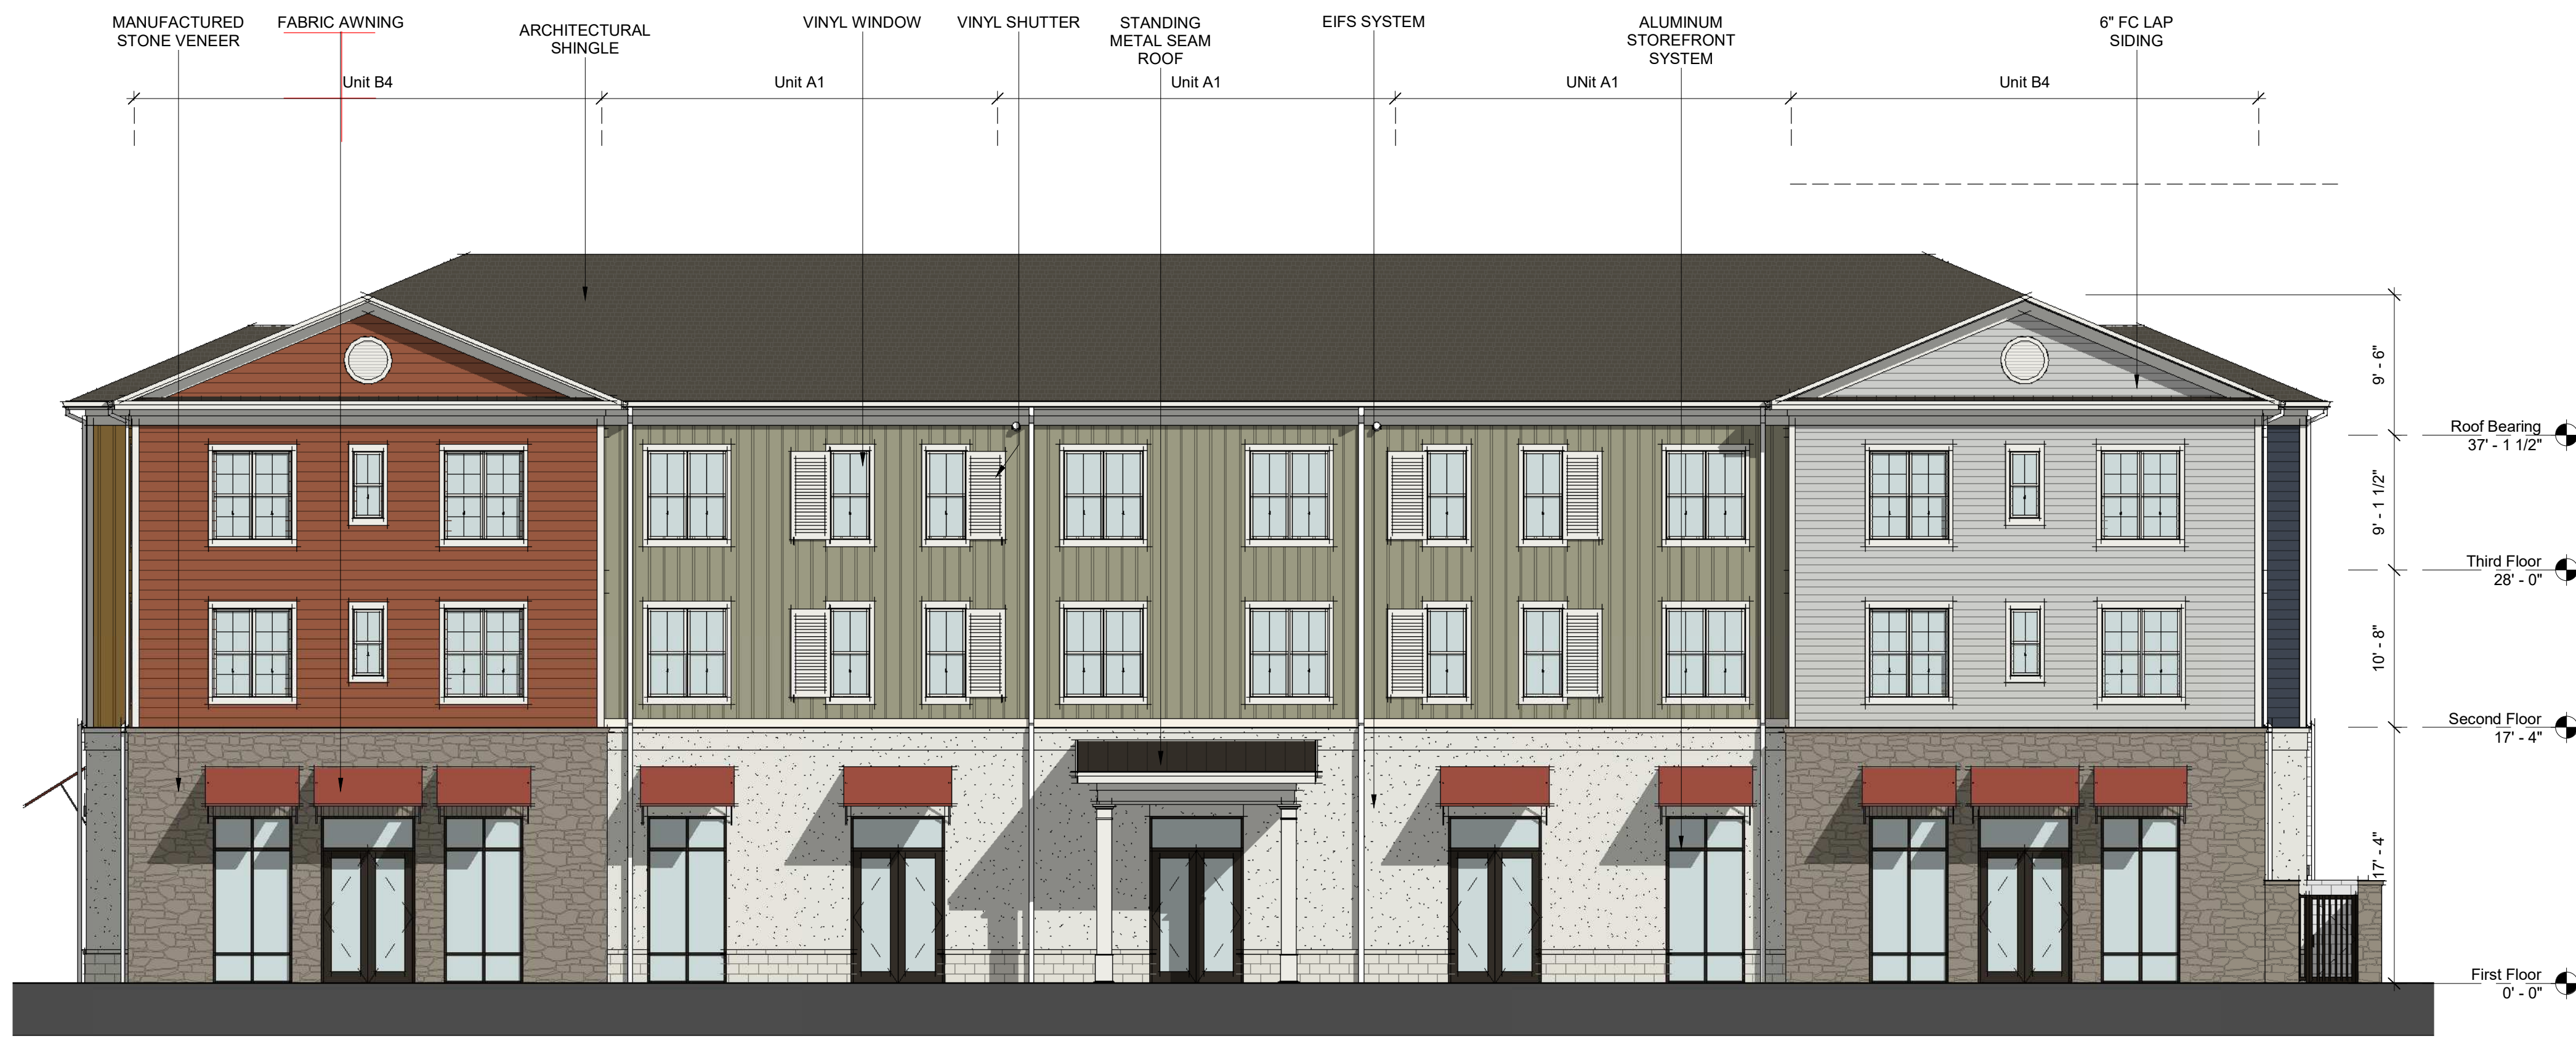 MANUFACTURED
STONE VENEER
FABRIC AWNING
ARCHITECTURAL
SHINGLE
VINYL WINDOW
VINYL SHUTTER
STANDING
METAL SEAM
ROOF
EIFS SYSTEM
ALUMINUM
STOREFRONT
SYSTEM
6" FC LAP
SIDING
Unit B4
Unit A1
Unit A1
UNit A1
Unit B4
9' - 6"
Roof Bearing
37' - 1 1/2"
9' - 1 1/2"
Third Floor
28' - 0"
10' - 8"
Second Floor
17' - 4"
17' - 4"
First Floor
0' - 0"